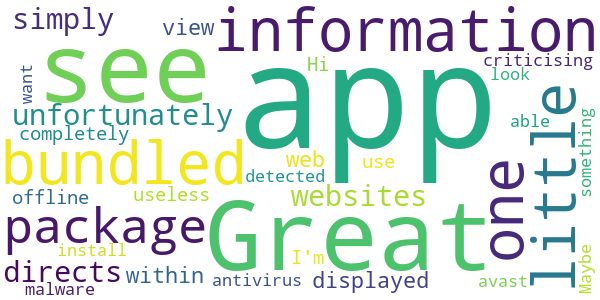 simply
view
information
see
app
Hi
criticising
look
want
unfortunately
completely
able
little
something
bundled
web
use
detected
one
offline
useless
websites
package
Great
install
I'm
directs
within
antivirus
displayed
avast
Maybe
malware